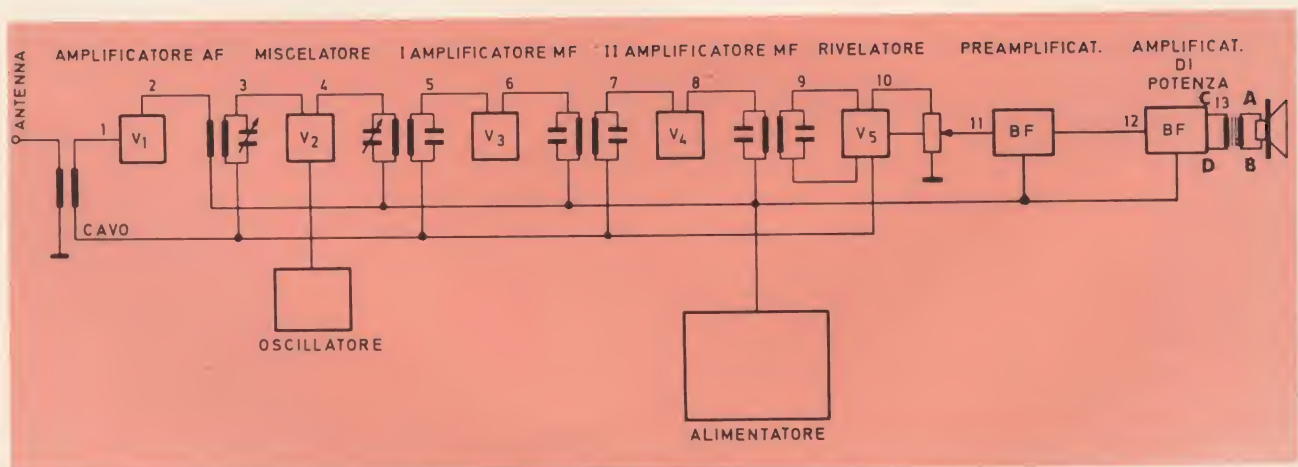 ANTENNA
AMPLIFICATORE AF
MISCELATORE
I AMPLIFICATORE MF
II AMPLIFICATORE MF
RIVELATORE
PREAMPLIFICAT.
AMPLIFICAT.
DI
POTENZA
1
2
3
4
5
6
7
8
9
10
11
12
C
13
A
V1
V2
V3
V4
V5
BF
BF
D
B
CAVO
OSCILLATORE
ALIMENTATORE